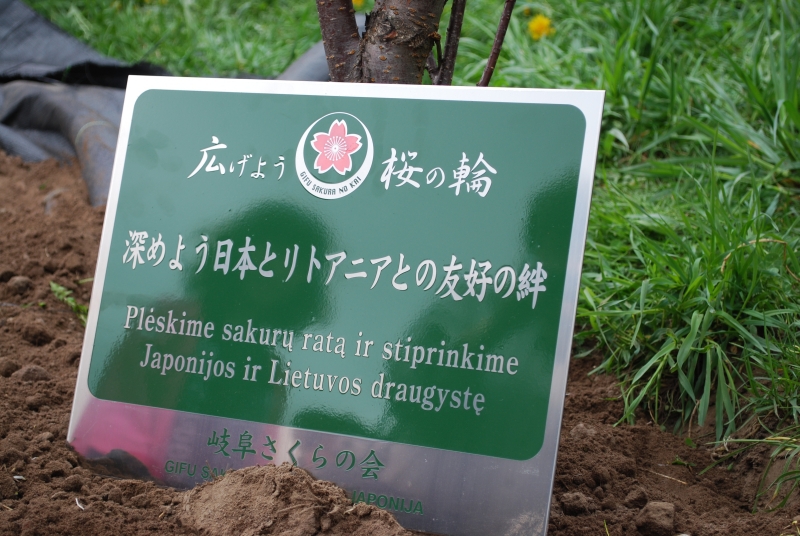 広げよう 桜の輪
GIFU SAKURA NO KAI
深めよう日本とリトアニアとの友好の絆
Plėskime sakurų ratą ir stiprinkime
Japonijos ir Lietuvos draugystę
岐阜さくらの会
GIFU JAPONIJA